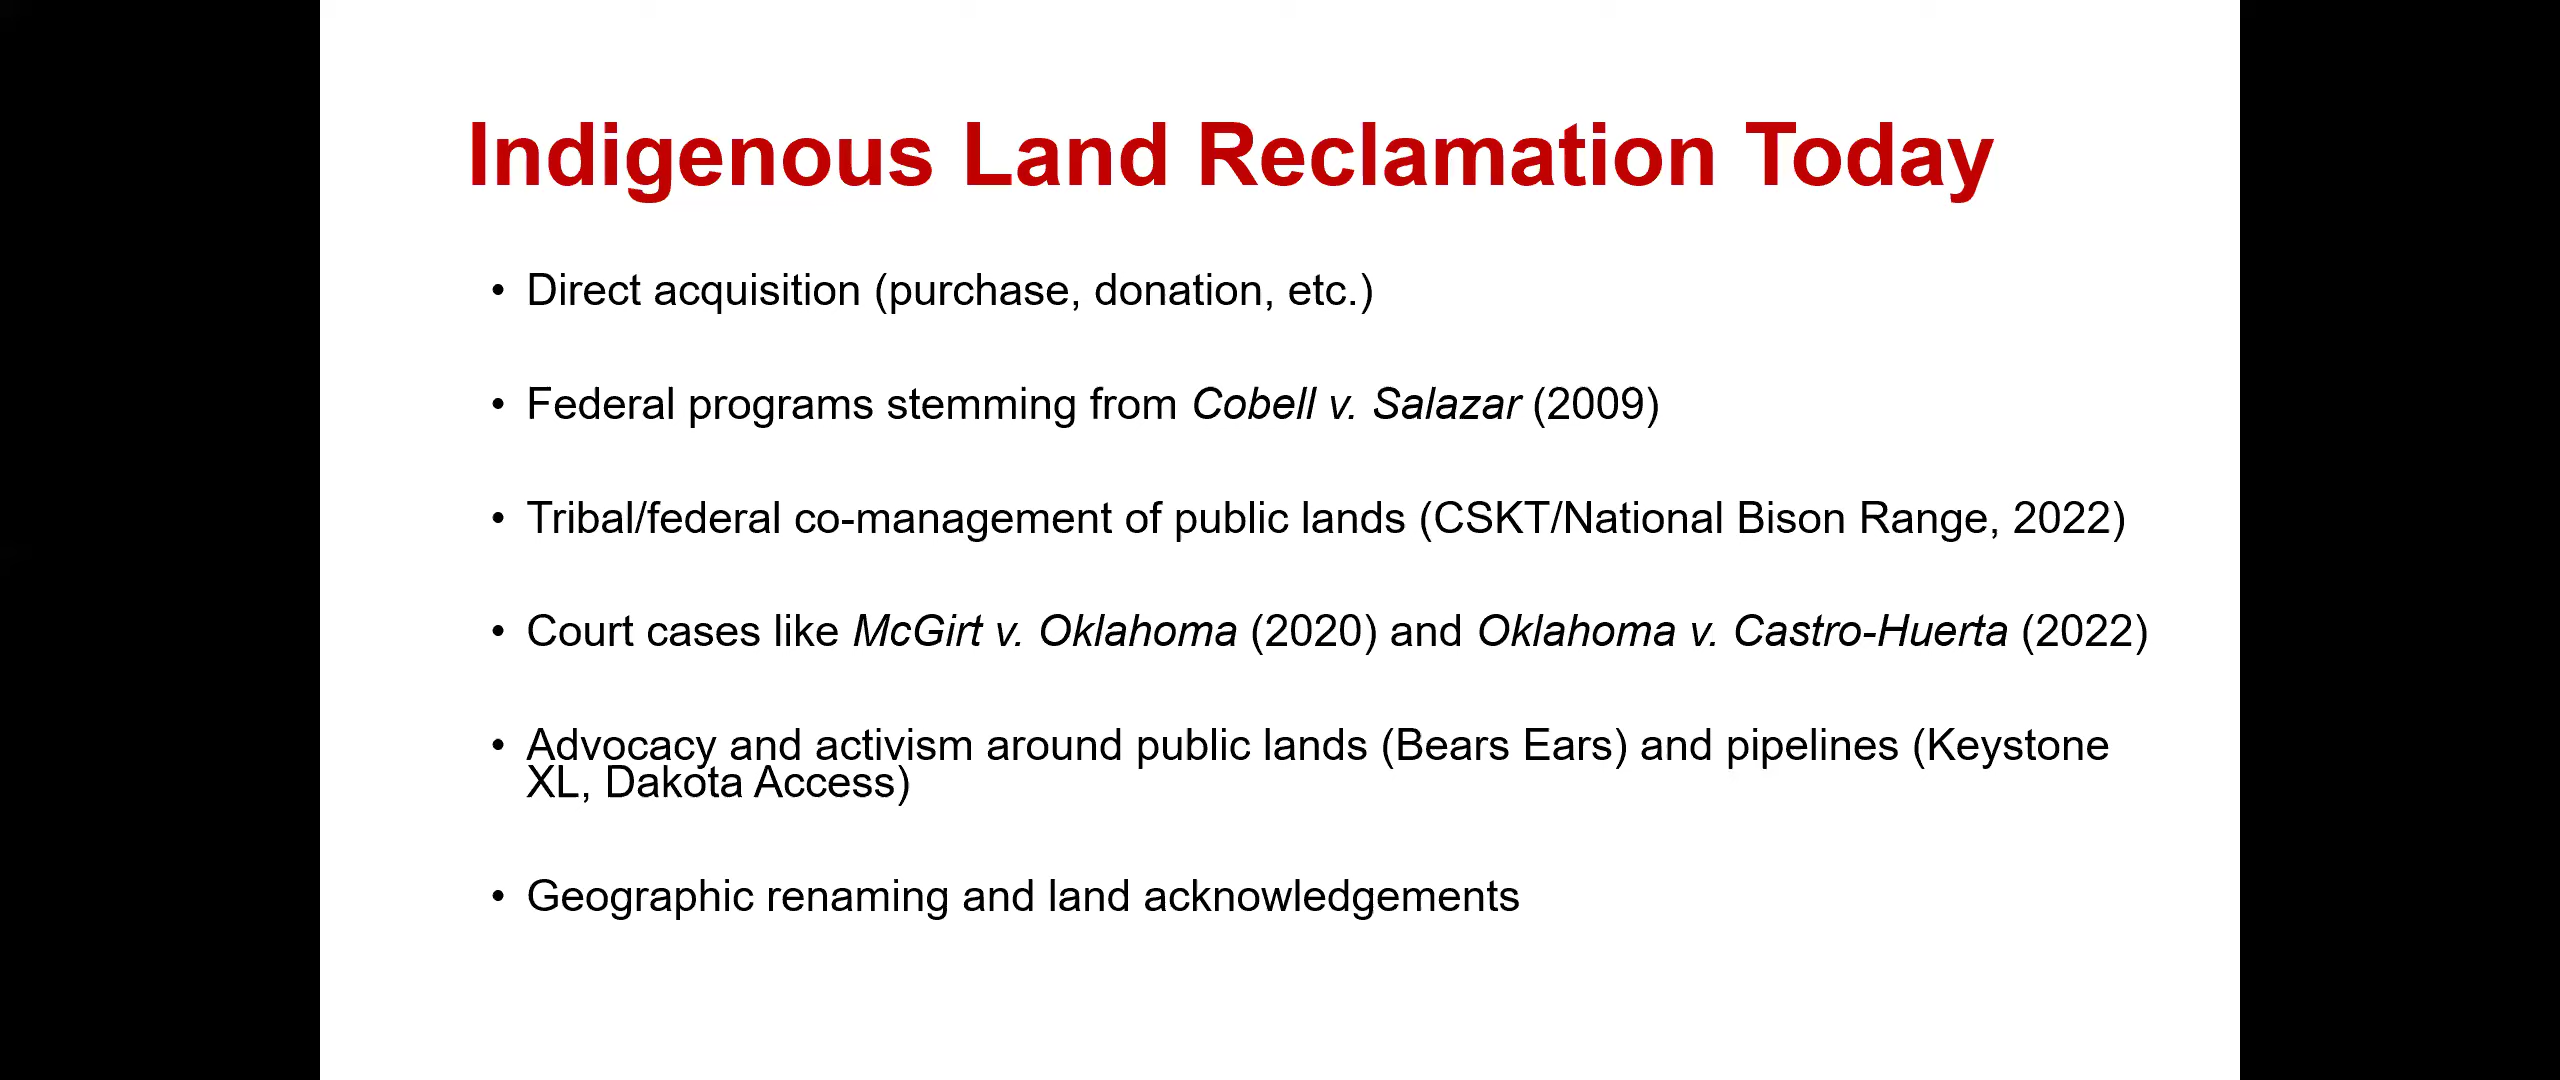 Indigenous Land Reclamation Today
• Direct acquisition (purchase, donation, etc.)
• Federal programs stemming from Cobell v. Salazar (2009)
• Tribal/federal co-management of public lands (CSKT/National Bison Range, 2022)
• Court cases like McGirt v. Oklahoma (2020) and Oklahoma v. Castro-Huerta (2022)
• Advocacy and activism around public lands (Bears Ears) and pipelines (Keystone
XL, Dakota Access)
• Geographic renaming and land acknowledgements